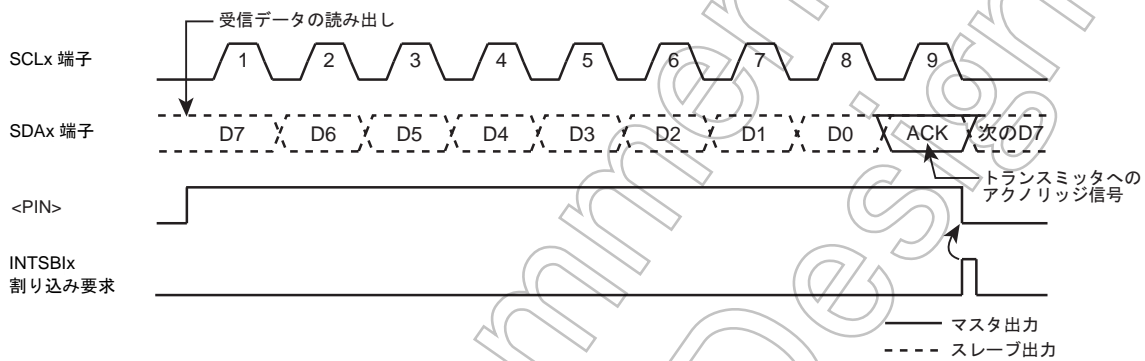 受信データの読み出し
SCLx 端子
1 2 3 4 5 6 7 8 9
SDAx 端子
D7 D6 D5 D4 D3 D2 D1 D0 ACK 次のD7
トランスミッタへの
アクノリッジ信号
<PIN>
INTSBIx
割り込み要求
マスタ出力
スレーブ出力